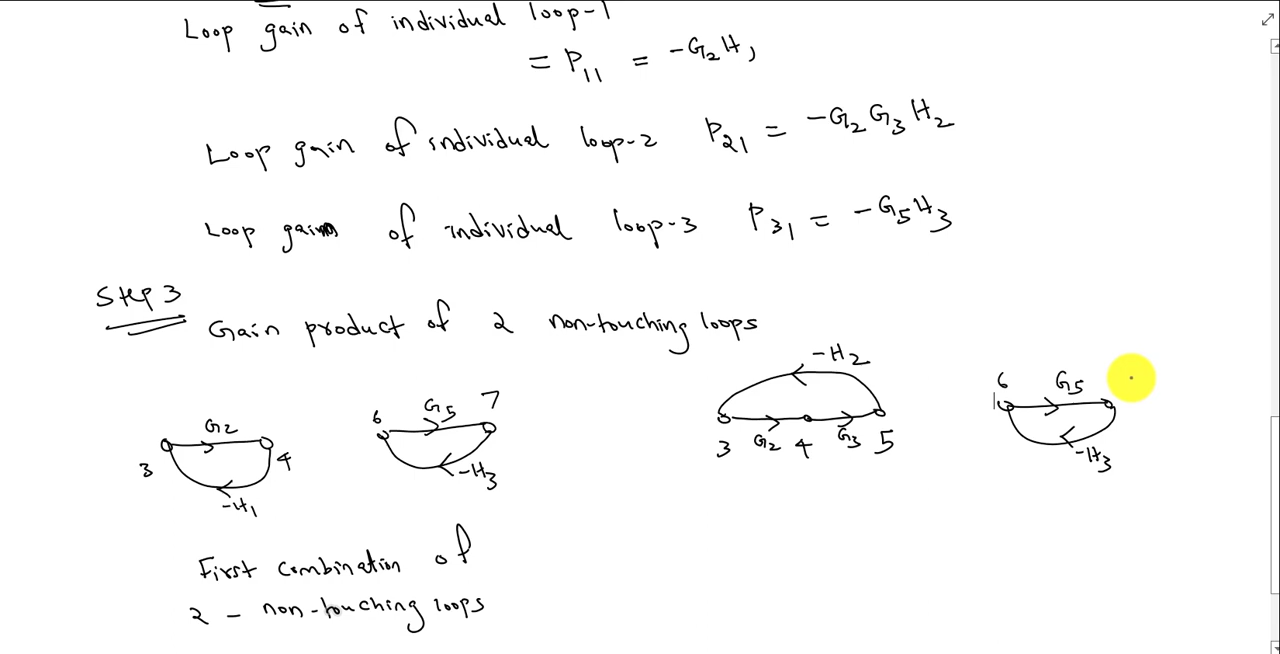 Loop gain of individual loop-1
= P11 = -G2H1
Loop gain of individual loop-2 P21 = -G2G3H2
Loop gain of individual loop-3 P31 = -G5H3
Step 3
Gain product of 2 non-touching loops
G2
3 4
-H1
6 G5 7
-H3
-H2
3 G2 4 G3 5
6 G5
-H3
First combination of
2 - non-touching loops